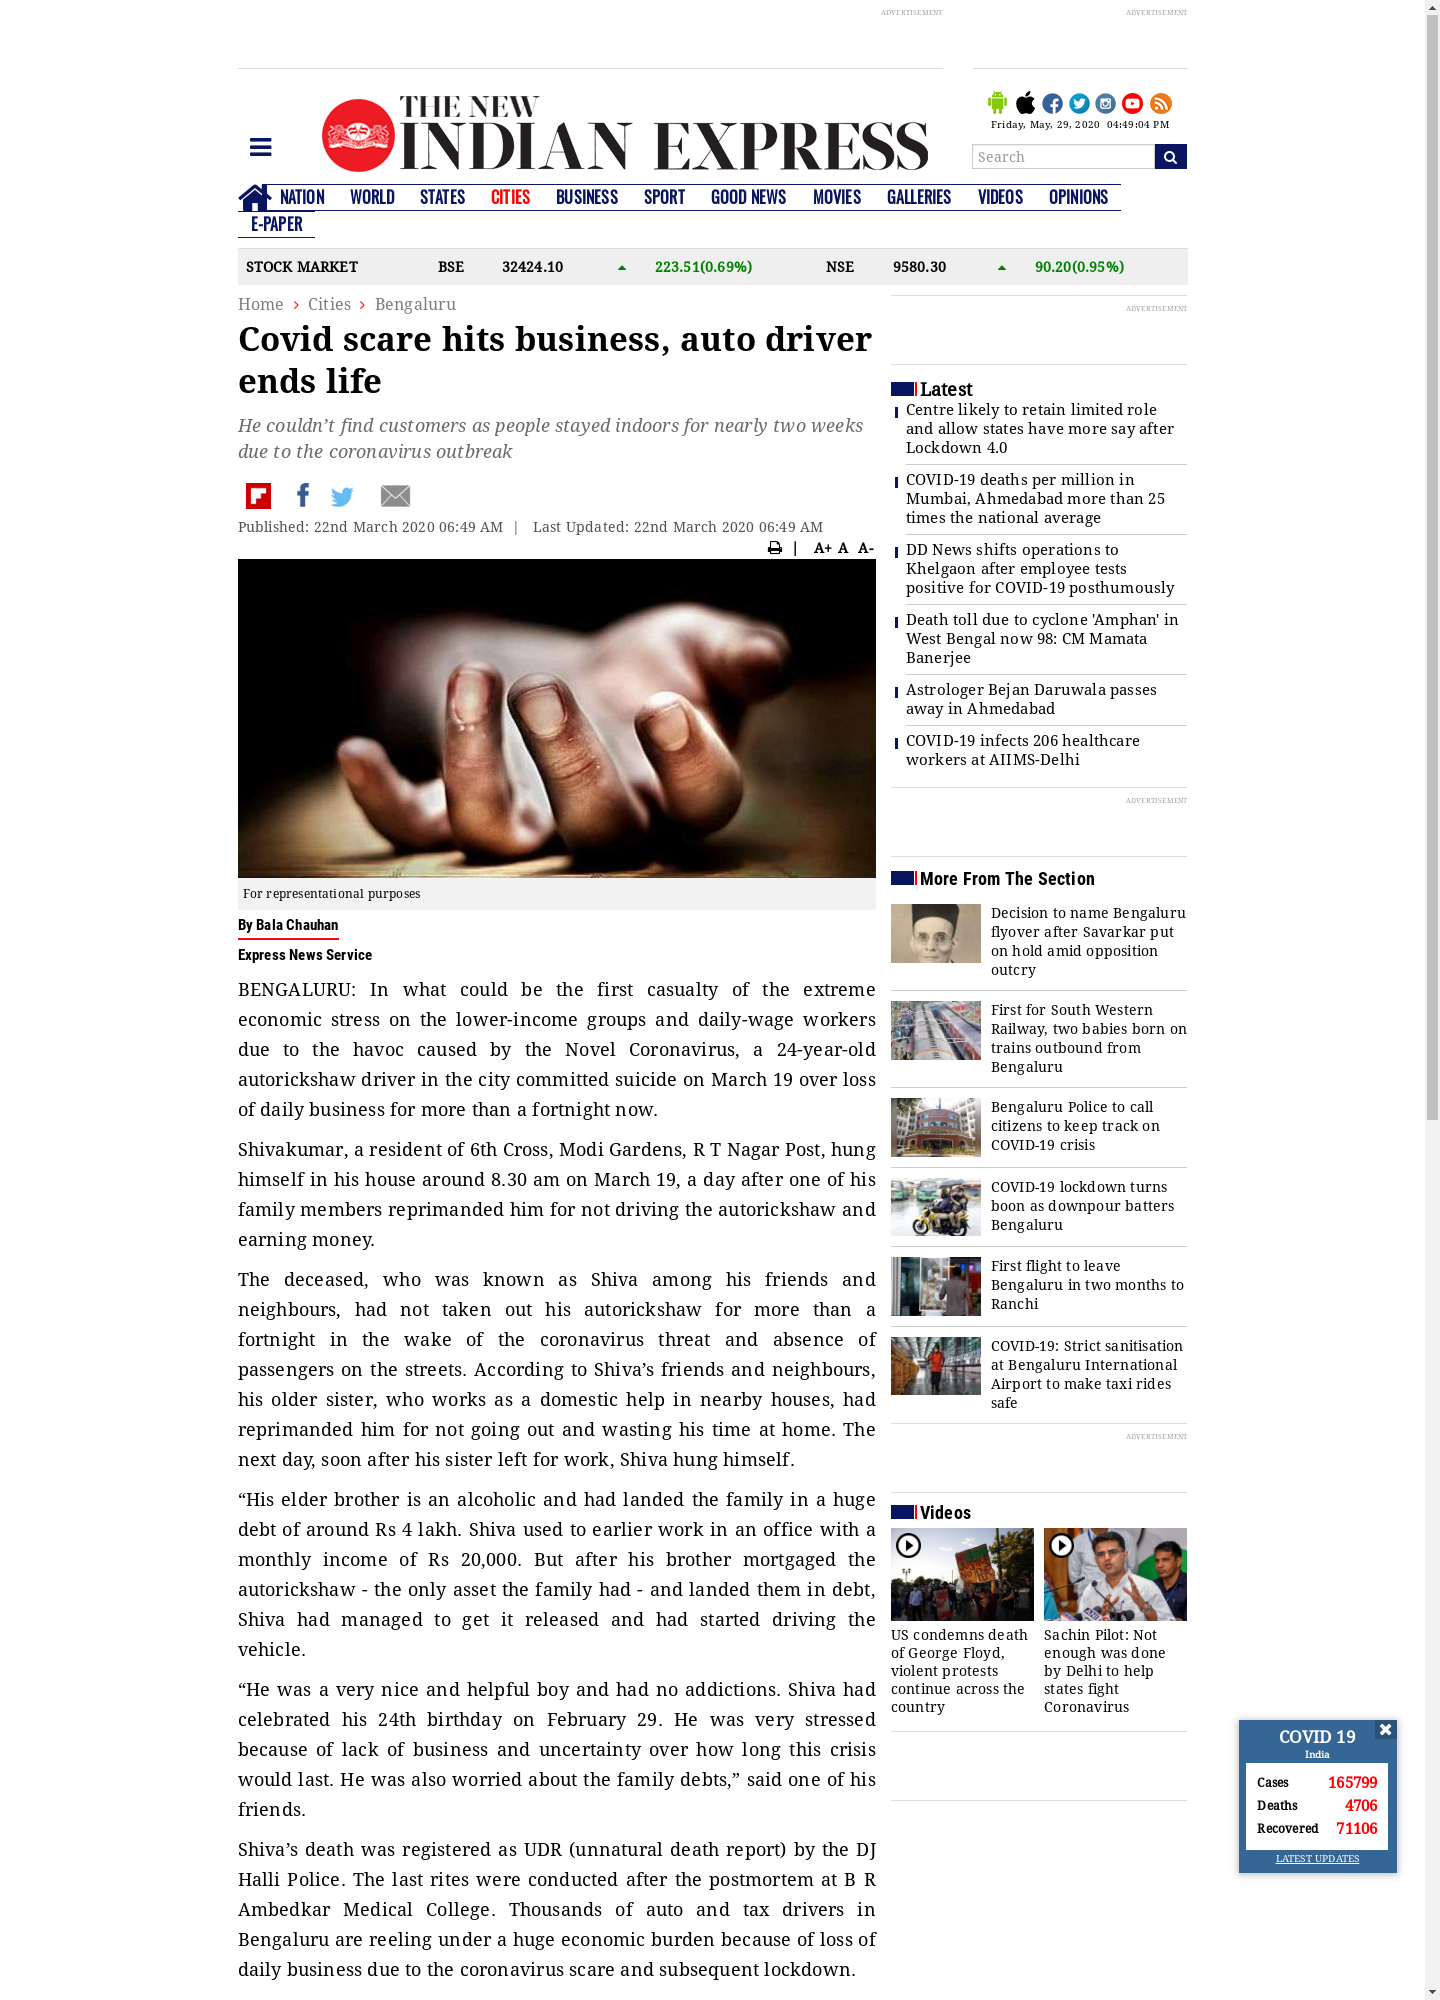 ADVERTISEMENT
ADVERTISEMENT
THE NEW
INDIAN EXPRESS
Friday, May, 29, 2020 04:49:04 PM
Search
NATION WORLD STATES CITIES BUSINESS SPORT GOOD NEWS MOVIES GALLERIES VIDEOS OPINIONS
E-PAPER
STOCK MARKET BSE 32424.10 223.51(0.69%) NSE 9580.30 90.20(0.95%)
Home > Cities > Bengaluru
Covid scare hits business, auto driver
ends life
He couldn’t find customers as people stayed indoors for nearly two weeks
due to the coronavirus outbreak
Published: 22nd March 2020 06:49 AM | Last Updated: 22nd March 2020 06:49 AM
| A+ A A-
For representational purposes
By Bala Chauhan
Express News Service
BENGALURU: In what could be the first casualty of the extreme
economic stress on the lower-income groups and daily-wage workers
due to the havoc caused by the Novel Coronavirus, a 24-year-old
autorickshaw driver in the city committed suicide on March 19 over loss
of daily business for more than a fortnight now.
Shivakumar, a resident of 6th Cross, Modi Gardens, R T Nagar Post, hung
himself in his house around 8.30 am on March 19, a day after one of his
family members reprimanded him for not driving the autorickshaw and
earning money.
The deceased, who was known as Shiva among his friends and
neighbours, had not taken out his autorickshaw for more than a
fortnight in the wake of the coronavirus threat and absence of
passengers on the streets. According to Shiva’s friends and neighbours,
his older sister, who works as a domestic help in nearby houses, had
reprimanded him for not going out and wasting his time at home. The
next day, soon after his sister left for work, Shiva hung himself.
“His elder brother is an alcoholic and had landed the family in a huge
debt of around Rs 4 lakh. Shiva used to earlier work in an office with a
monthly income of Rs 20,000. But after his brother mortgaged the
autorickshaw - the only asset the family had - and landed them in debt,
Shiva had managed to get it released and had started driving the
vehicle.
“He was a very nice and helpful boy and had no addictions. Shiva had
celebrated his 24th birthday on February 29. He was very stressed
because of lack of business and uncertainty over how long this crisis
would last. He was also worried about the family debts,” said one of his
friends.
Shiva’s death was registered as UDR (unnatural death report) by the DJ
Halli Police. The last rites were conducted after the postmortem at B R
Ambedkar Medical College. Thousands of auto and tax drivers in
Bengaluru are reeling under a huge economic burden because of loss of
daily business due to the coronavirus scare and subsequent lockdown.
ADVERTISEMENT
Latest
Centre likely to retain limited role
and allow states have more say after
Lockdown 4.0
COVID-19 deaths per million in
Mumbai, Ahmedabad more than 25
times the national average
DD News shifts operations to
Khelgaon after employee tests
positive for COVID-19 posthumously
Death toll due to cyclone 'Amphan' in
West Bengal now 98: CM Mamata
Banerjee
Astrologer Bejan Daruwala passes
away in Ahmedabad
COVID-19 infects 206 healthcare
workers at AIIMS-Delhi
ADVERTISEMENT
More From The Section
Decision to name Bengaluru
flyover after Savarkar put
on hold amid opposition
outcry
First for South Western
Railway, two babies born on
trains outbound from
Bengaluru
Bengaluru Police to call
citizens to keep track on
COVID-19 crisis
COVID-19 lockdown turns
boon as downpour batters
Bengaluru
First flight to leave
Bengaluru in two months to
Ranchi
COVID-19: Strict sanitisation
at Bengaluru International
Airport to make taxi rides
safe
ADVERTISEMENT
Videos
US condemns death
of George Floyd,
violent protests
continue across the
country
Sachin Pilot: Not
enough was done
by Delhi to help
states fight
Coronavirus
COVID 19
India
Cases 165799
Deaths 4706
Recovered 71106
LATEST UPDATES